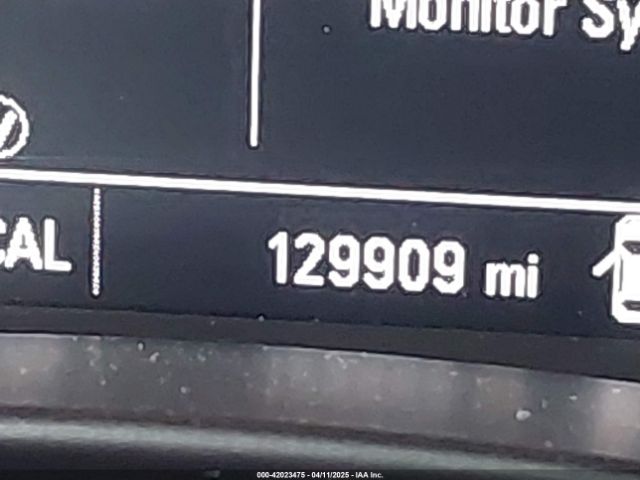 Monitor Sy
CAL
129909 mi
000-42023475 - 04/11/2025 - IAA Inc.